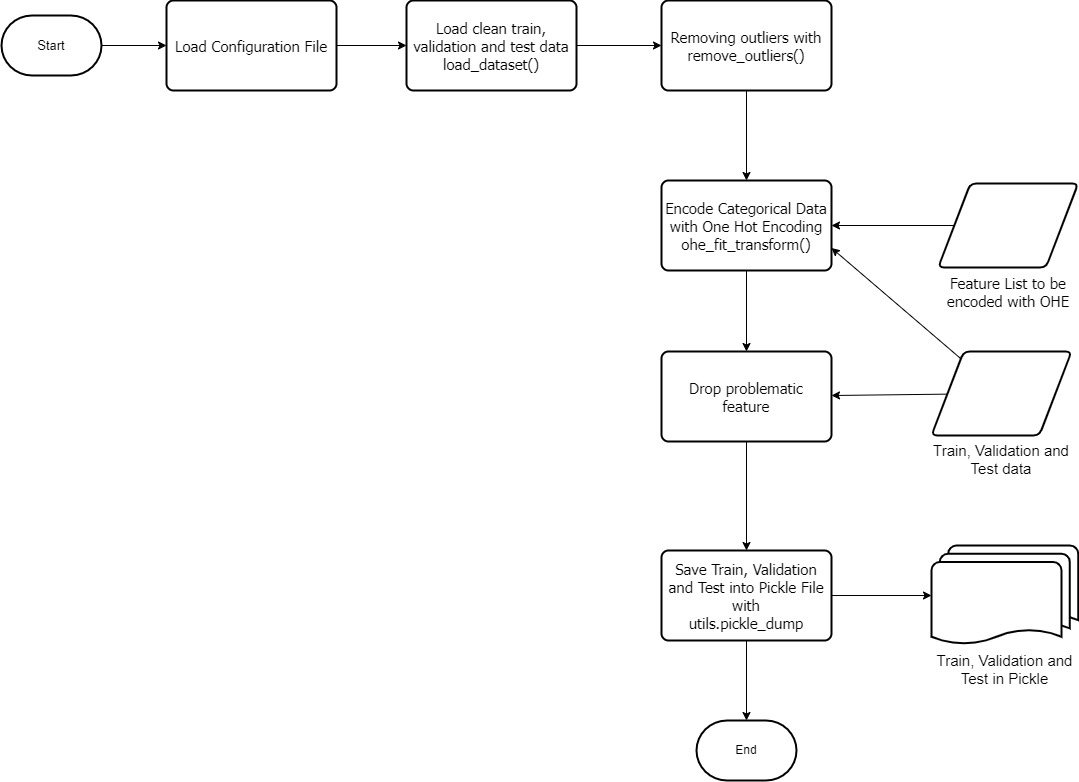 Start
Load Configuration File
Load clean train,
validation and test data
load_dataset()
Removing outliers with
remove_outliers()
Encode Categorical Data
with One Hot Encoding
ohe_fit_transform()
Feature List to be
encoded with OHE
Drop problematic
feature
Train, Validation and
Test data
Save Train, Validation
and Test into Pickle File
with
utils.pickle_dump
Train, Validation and
Test in Pickle
End